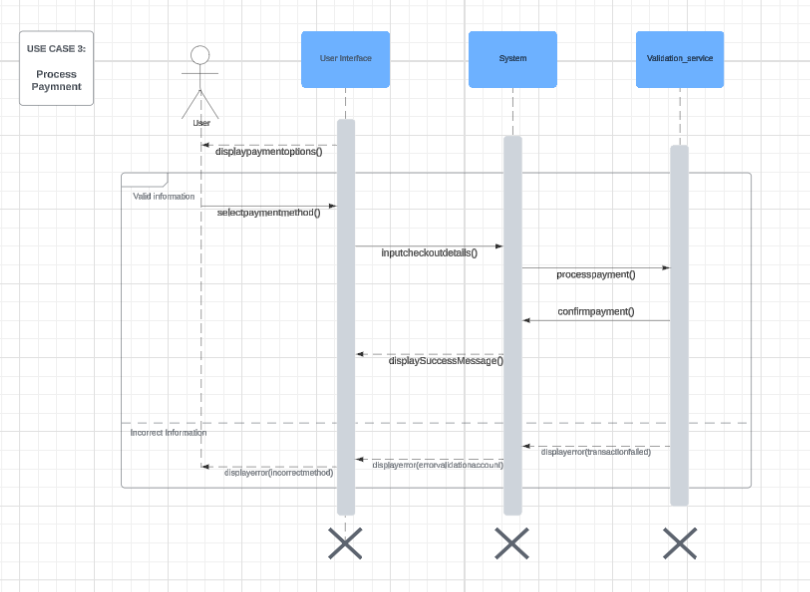 USE CASE 3:
Process
Paymnent
User
User Interface
System
Validation_service
displaypaymentoptions()
Valid information
selectpaymentmethod()
inputcheckoutdetails()
processpayment()
confirmpayment()
displaySuccessMessage()
Incorrect Information
displayerror(transactionfailed)
displayerror(errorvalidationaccount)
displayerror(incorrectmethod)